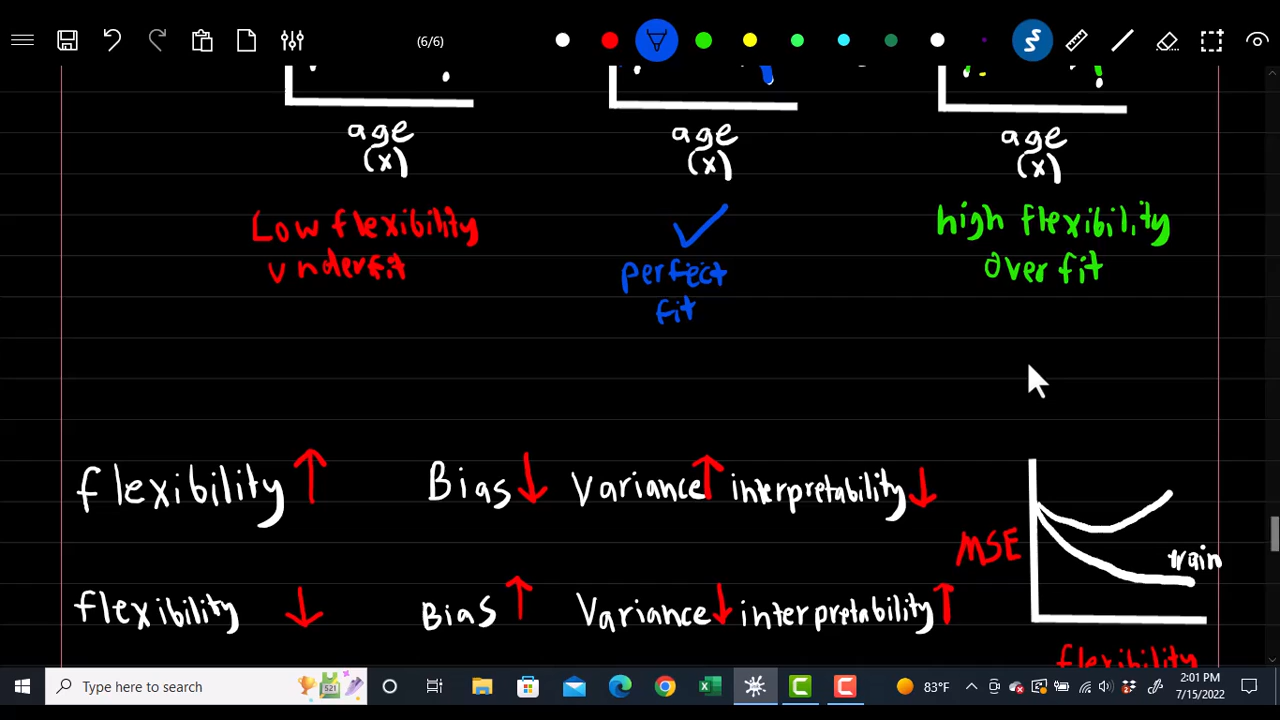 (6/6)
age age age
(x) (x) (x)
Low flexibility
underfit
perfect
fit
high flexibility
over fit
flexibility ↑ Bias ↓ Variance ↑ interpretability ↓
MSE
train
flexibility ↓ Bias ↑ Variance ↓ interpretability ↑
flexibility
Type here to search
521
83°F
2:01 PM
7/15/2022